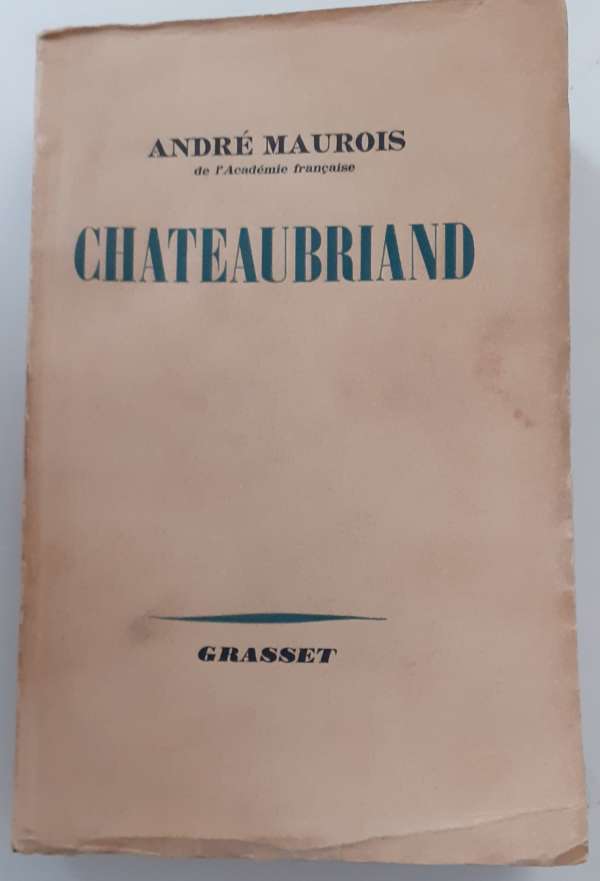 ANDRÉ MAUROIS
de l'Académie française
CHATEAUBRIAND
GRASSET